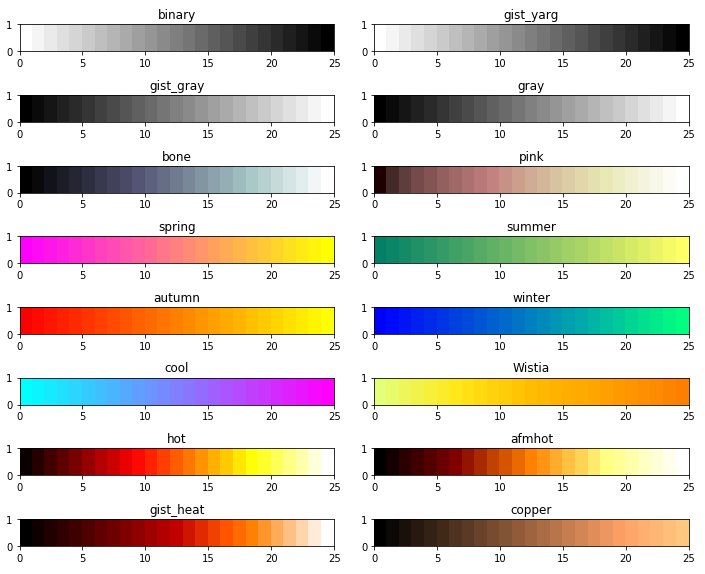 binary gist_yarg
1 1
0 0
0 5 10 15 20 25 0 5 10 15 20 25
gist_gray gray
1 1
0 0
0 5 10 15 20 25 0 5 10 15 20 25
bone pink
1 1
0 0
0 5 10 15 20 25 0 5 10 15 20 25
spring summer
1 1
0 0
0 5 10 15 20 25 0 5 10 15 20 25
autumn winter
1 1
0 0
0 5 10 15 20 25 0 5 10 15 20 25
cool Wistia
1 1
0 0
0 5 10 15 20 25 0 5 10 15 20 25
hot afmhot
1 1
0 0
0 5 10 15 20 25 0 5 10 15 20 25
gist_heat copper
1 1
0 0
0 5 10 15 20 25 0 5 10 15 20 25